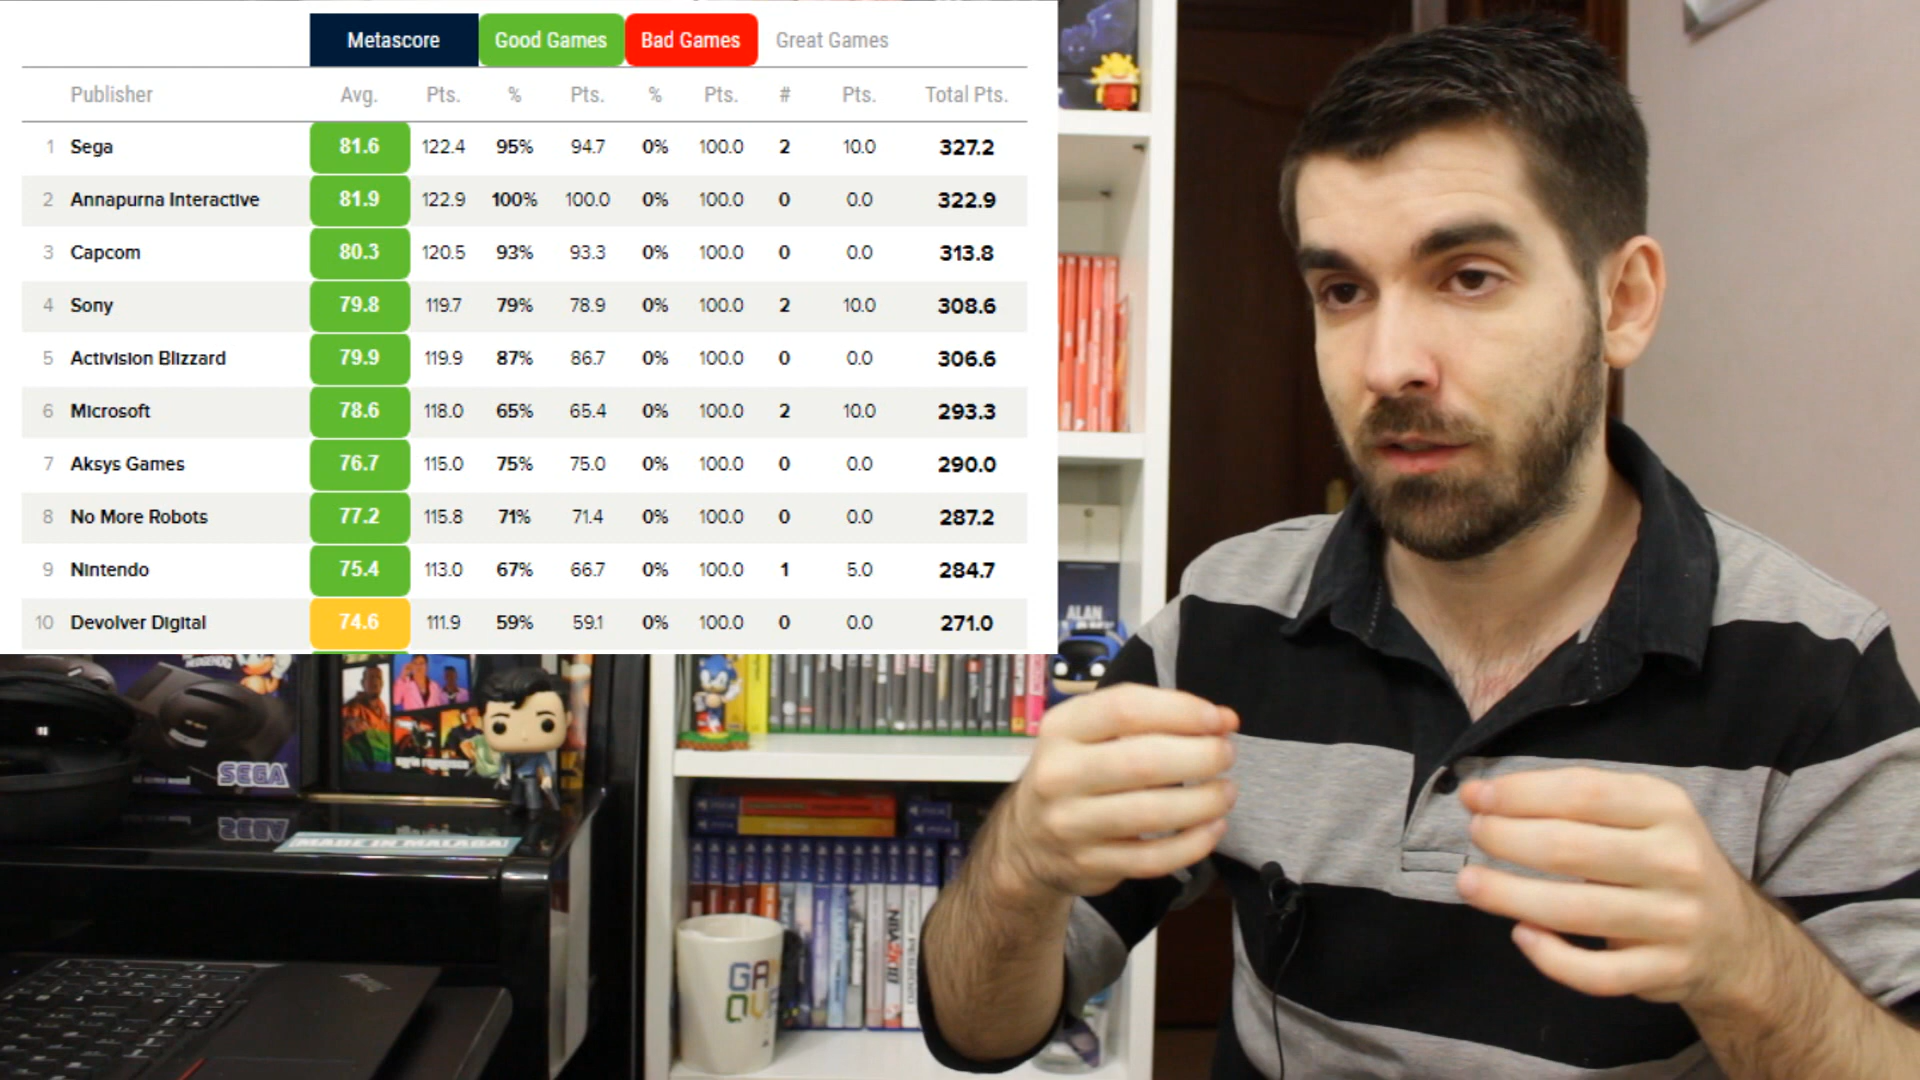 Metascore Good Games Bad Games Great Games
Publisher Avg. Pts. % Pts. % Pts. # Pts. Total Pts.
1 Sega 81.6 122.4 95% 94.7 0% 100.0 2 10.0 327.2
2 Annapurna Interactive 81.9 122.9 100% 100.0 0% 100.0 0 0.0 322.9
3 Capcom 80.3 120.5 93% 93.3 0% 100.0 0 0.0 313.8
4 Sony 79.8 119.7 79% 78.9 0% 100.0 2 10.0 308.6
5 Activision Blizzard 79.9 119.9 87% 86.7 0% 100.0 0 0.0 306.6
6 Microsoft 78.6 118.0 65% 65.4 0% 100.0 2 10.0 293.3
7 Aksys Games 76.7 115.0 75% 75.0 0% 100.0 0 0.0 290.0
8 No More Robots 77.2 115.8 71% 71.4 0% 100.0 0 0.0 287.2
9 Nintendo 75.4 113.0 67% 66.7 0% 100.0 1 5.0 284.7
10 Devolver Digital 74.6 111.9 59% 59.1 0% 100.0 0 0.0 271.0
ALAN
SEGA
MADE IN MALAGA
NBA2K
GA
QU